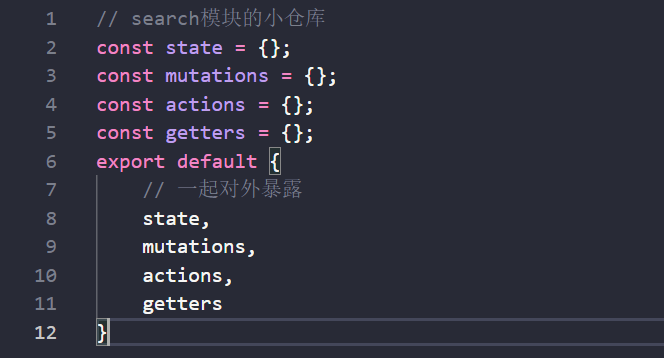 1 // search模块的小仓库
2 const state = {};
3 const mutations = {};
4 const actions = {};
5 const getters = {};
6 export default {
7     // 一起对外暴露
8     state,
9     mutations,
10     actions,
11     getters
12 }